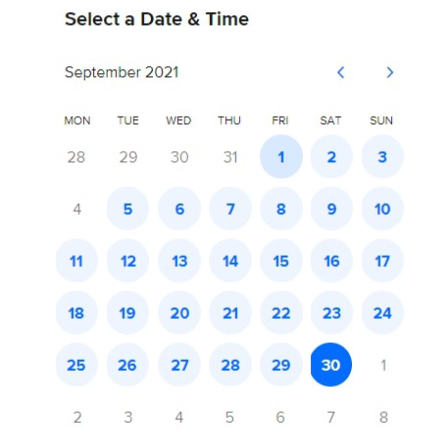 Select a Date & Time
September 2021
MON TUE WED THU FRI SAT SUN
28 29 30 31 1 2 3
4 5 6 7 8 9 10
11 12 13 14 15 16 17
18 19 20 21 22 23 24
25 26 27 28 29 30 1
2 3 4 5 6 7 8